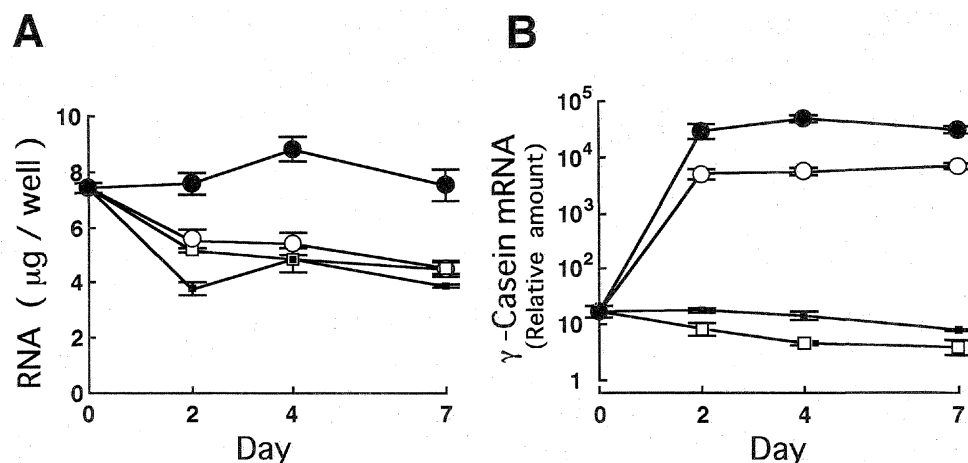 A
B
RNA ( μg / well )
10
8
6
4
2
0
0 2 4 7
Day
γ -Casein mRNA
(Relative amount)
10⁵
10⁴
10³
10²
10
1
0 2 4 7
Day